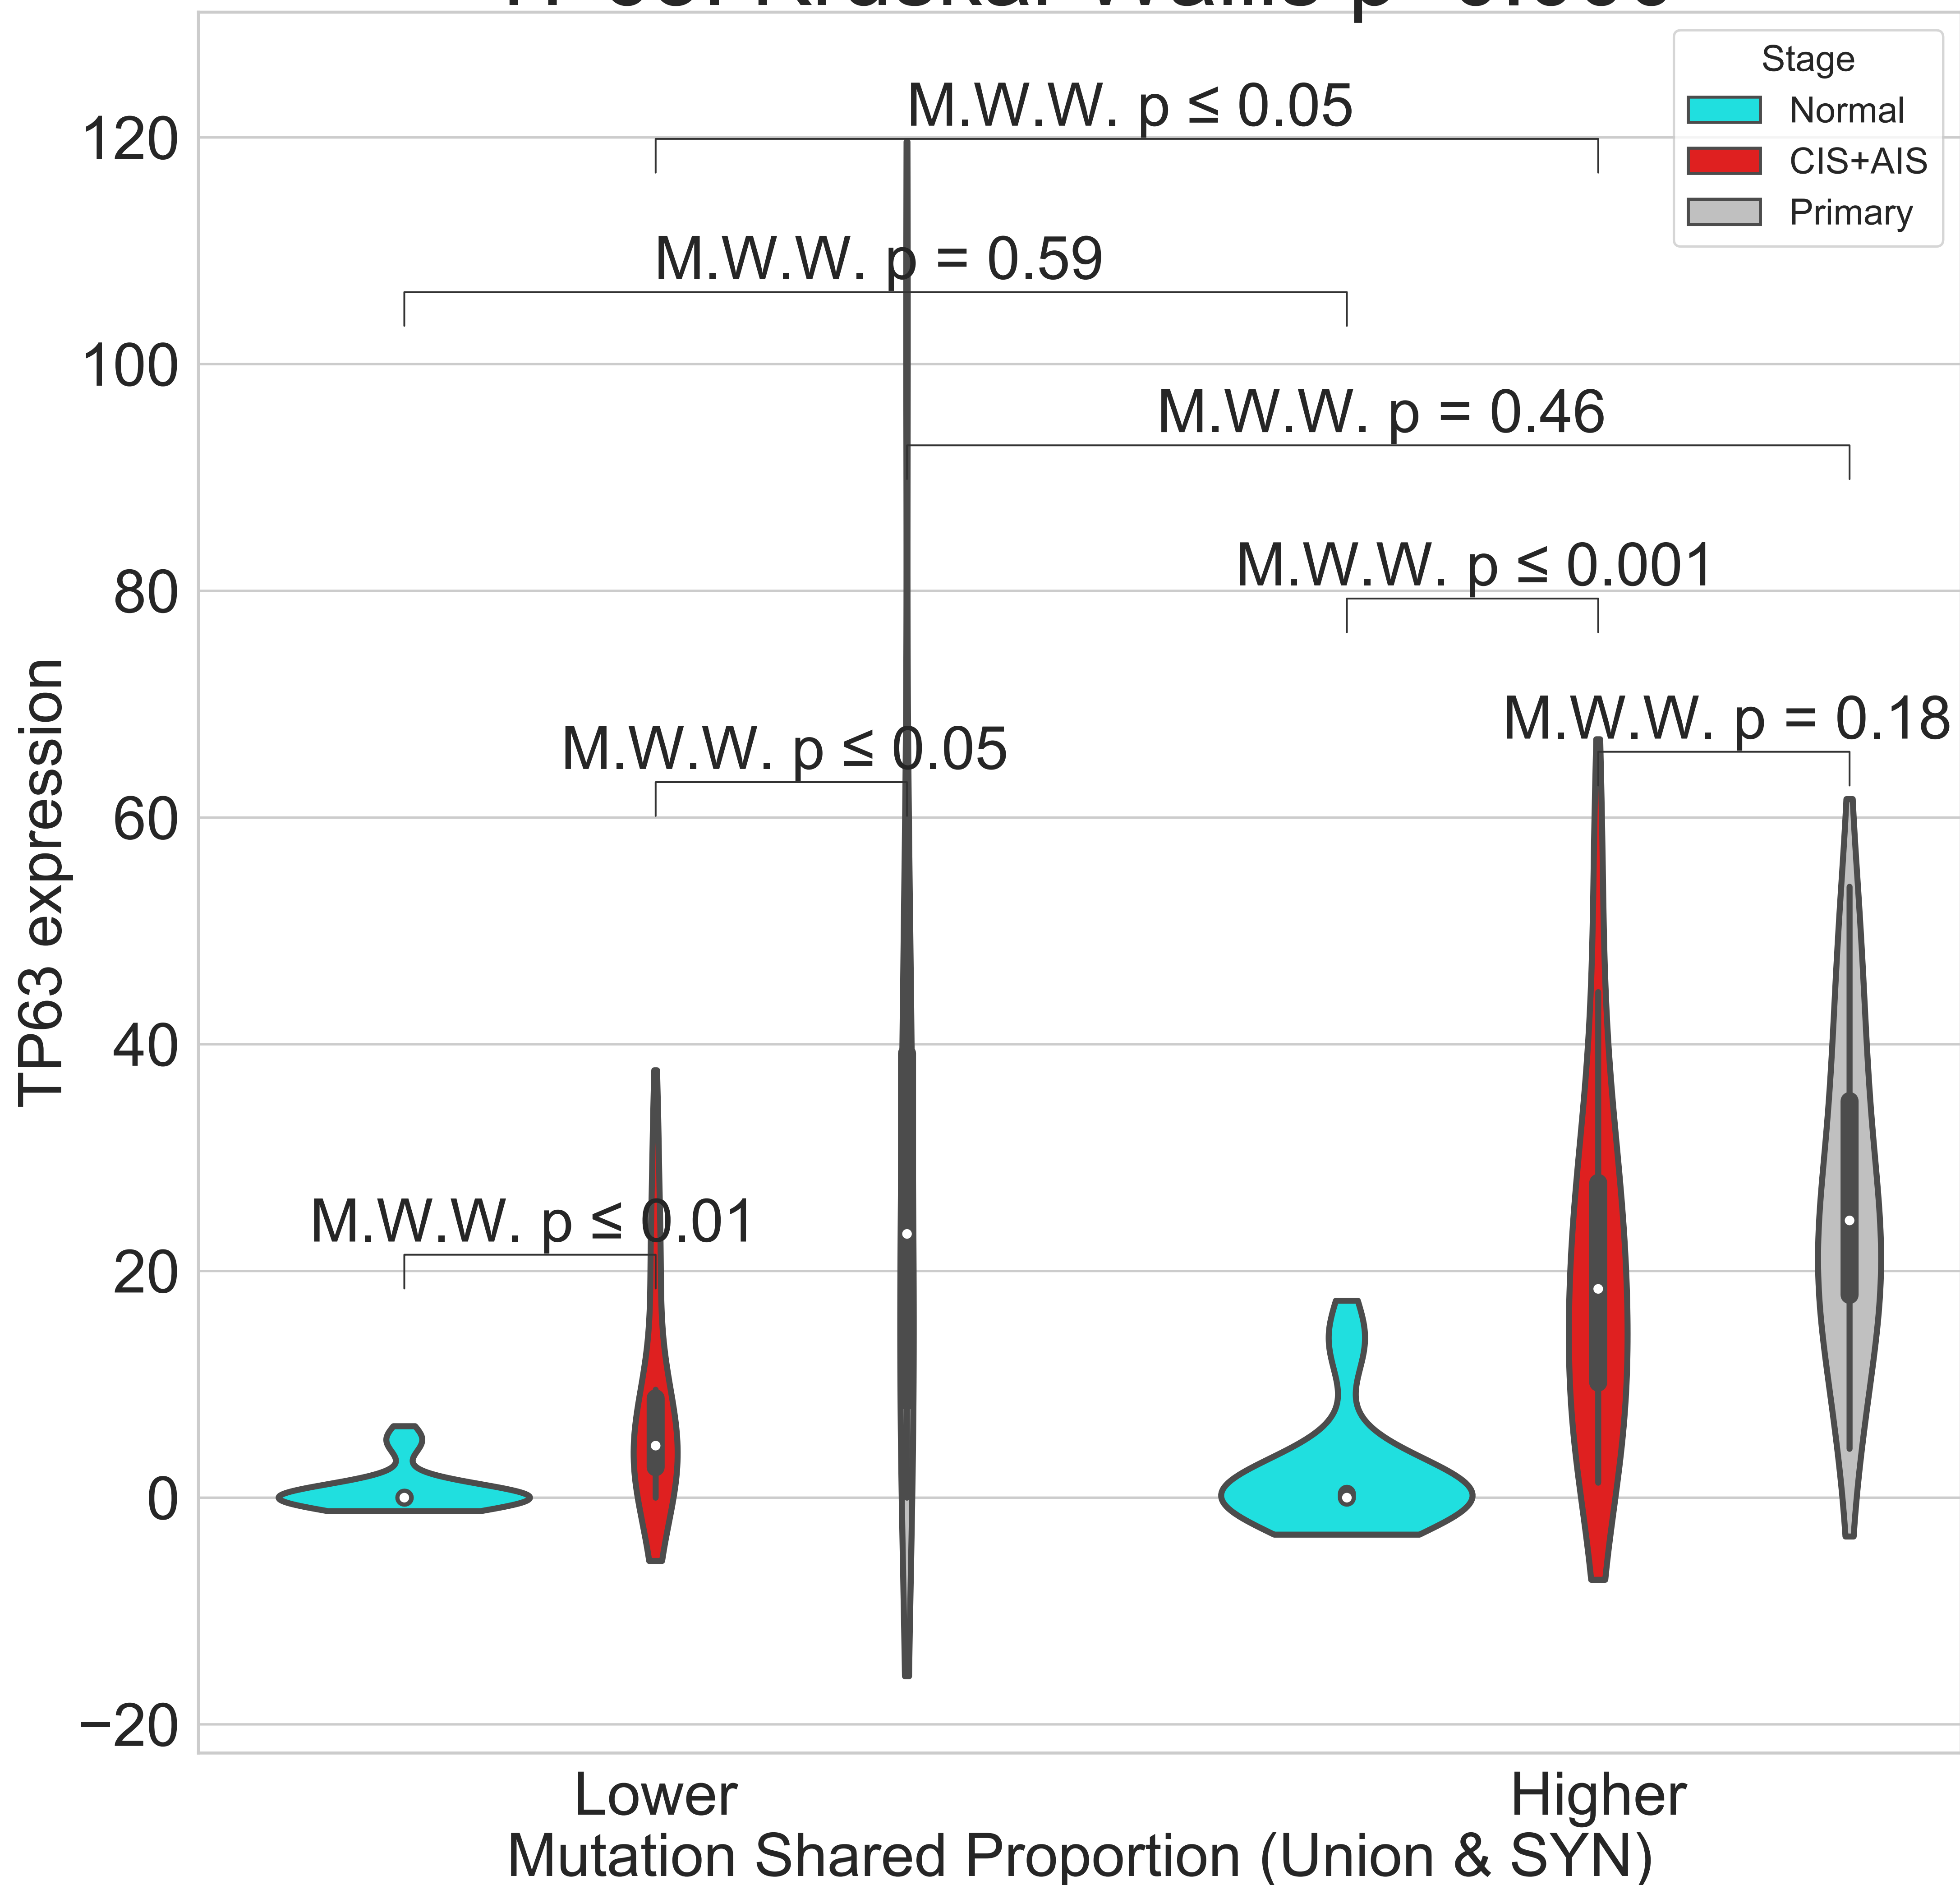 Stage
Normal
CIS+AIS
Primary
M.W.W. p ≤ 0.05
M.W.W. p = 0.59
M.W.W. p = 0.46
M.W.W. p ≤ 0.001
M.W.W. p = 0.18
M.W.W. p ≤ 0.05
M.W.W. p ≤ 0.01
120
100
80
60
40
20
0
−20
TP63 expression
Lower
Higher
Mutation Shared Proportion (Union & SYN)